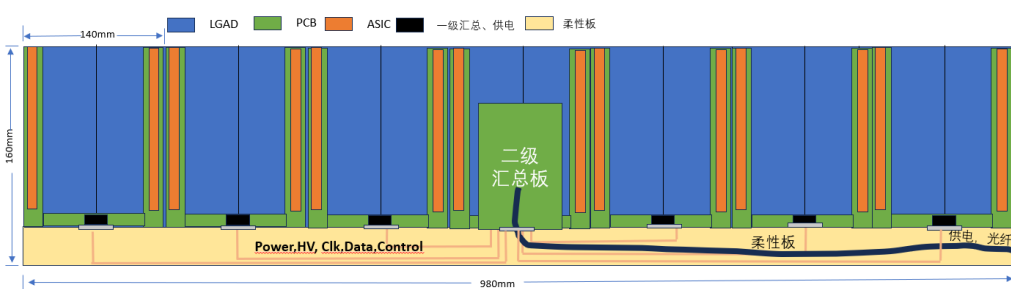 LGAD PCB ASIC 一级汇总、供电 柔性板
140mm
160mm
二级
汇总板
Power,HV, Clk,Data,Control
柔性板
供电，光纤
980mm